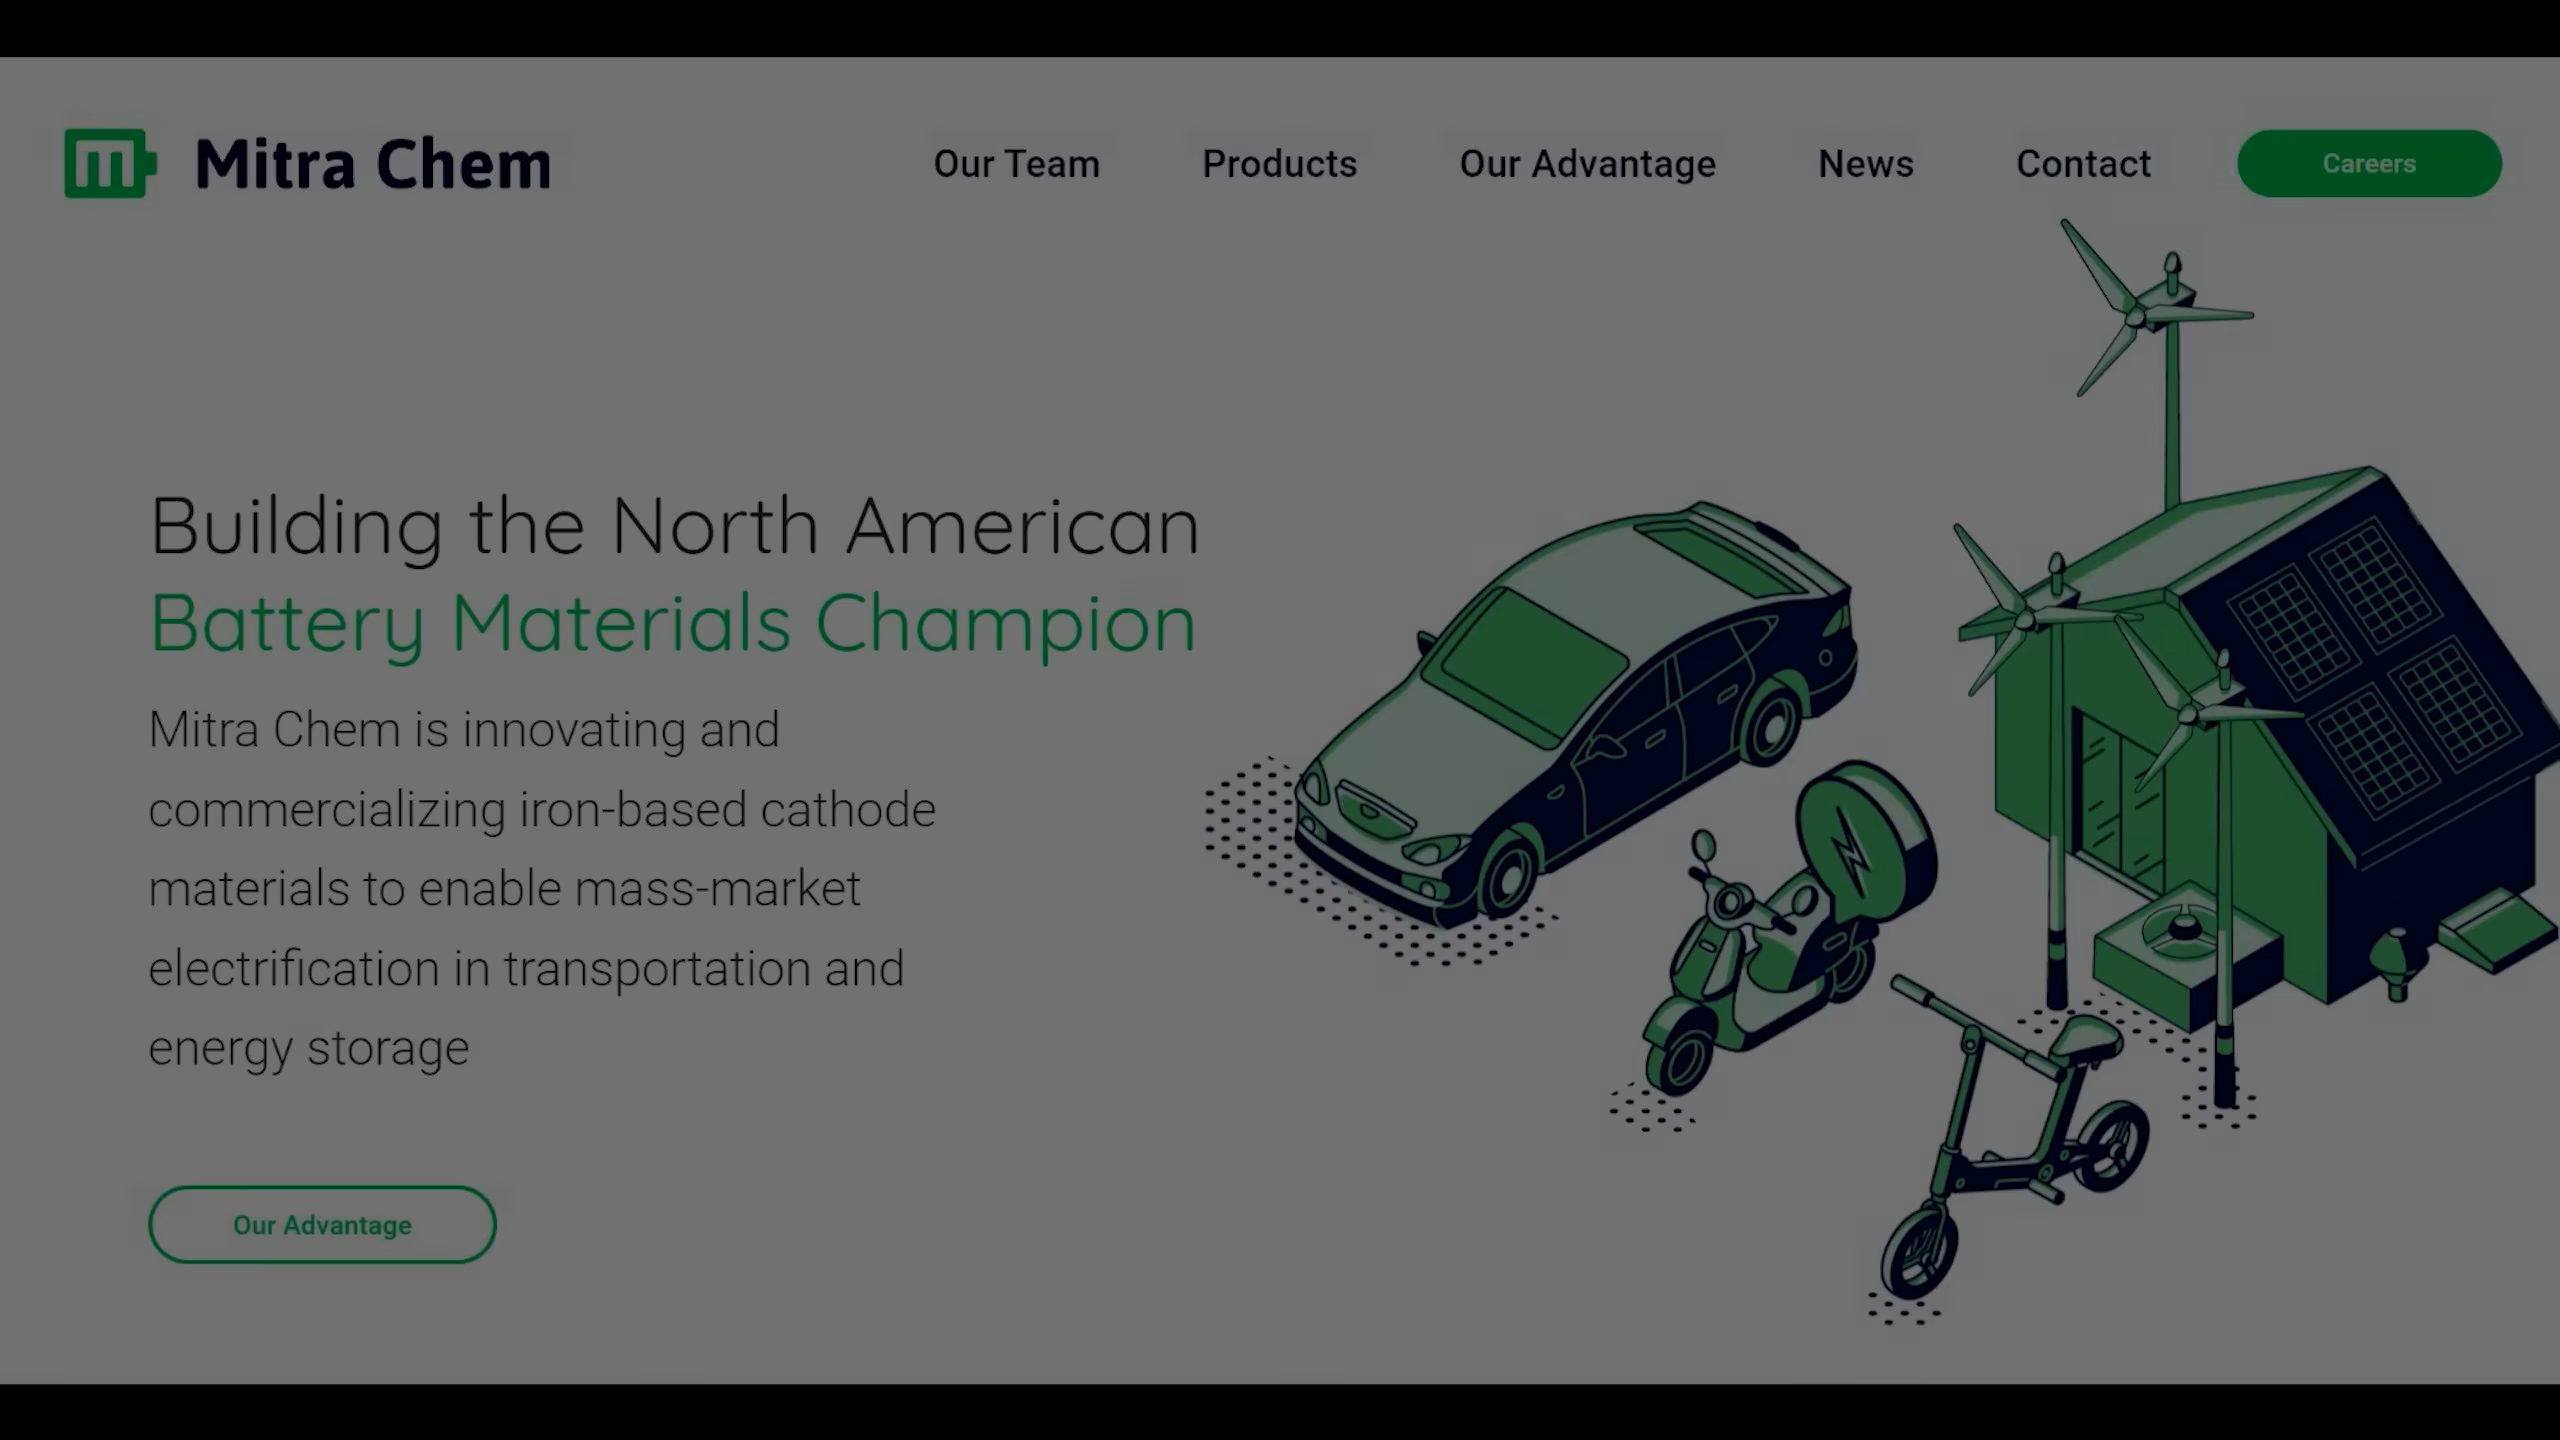 Mitra Chem
Our Team
Products
Our Advantage
News
Contact
Careers
Building the North American
Battery Materials Champion
Mitra Chem is innovating and
commercializing iron-based cathode
materials to enable mass-market
electrification in transportation and
energy storage
Our Advantage